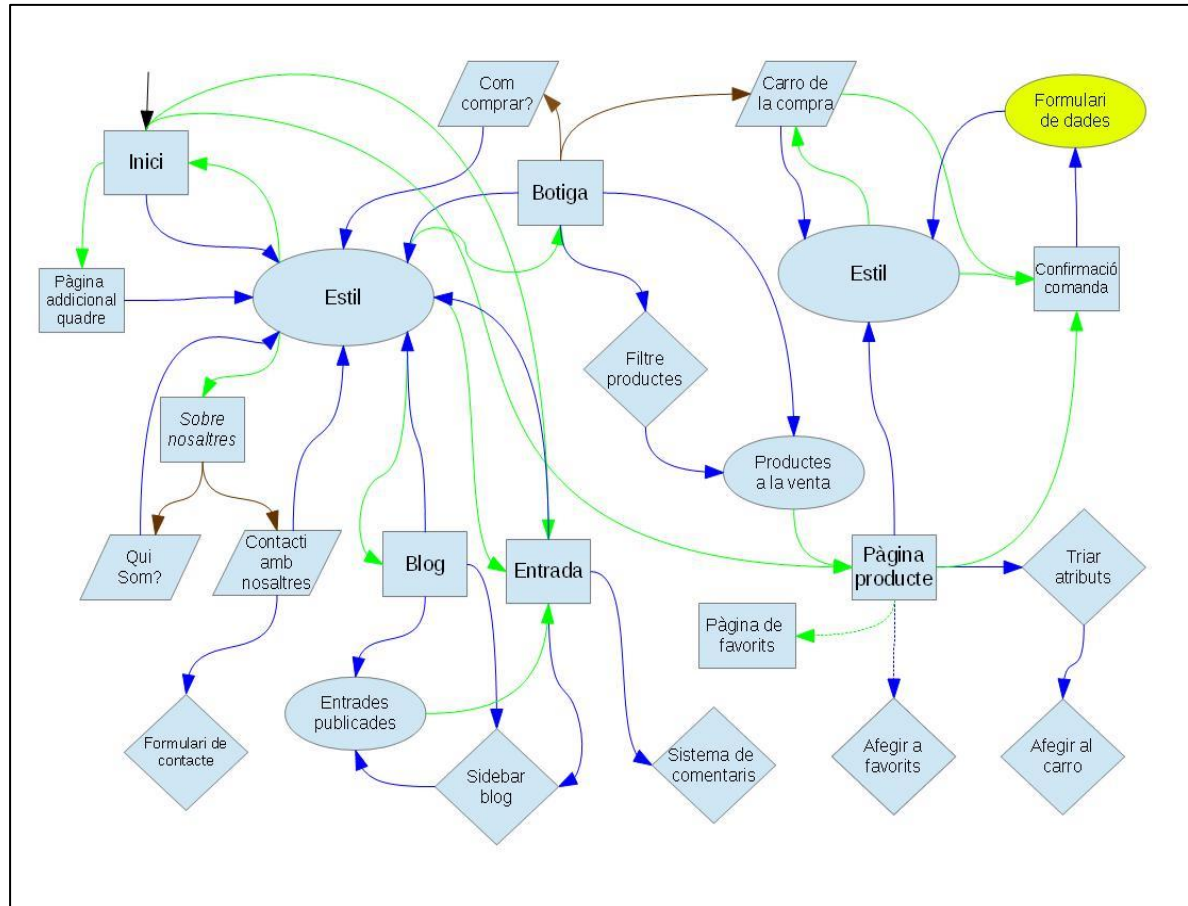 Com
comprar?
Carro de
la compra
Formulari
de dades
Inici
Botiga
Pàgina
addicional
quadre
Estil
Estil
Confirmació
comanda
Filtre
productes
Sobre
nosaltres
Productes
a la venta
Qui
Som?
Contacti
amb
nosaltres
Blog
Entrada
Pàgina
producte
Triar
atributs
Pàgina de
favorits
Entrades
publicades
Formulari de
contacte
Sidebar
blog
Sistema de
comentaris
Afegir a
favorits
Afegir al
carro